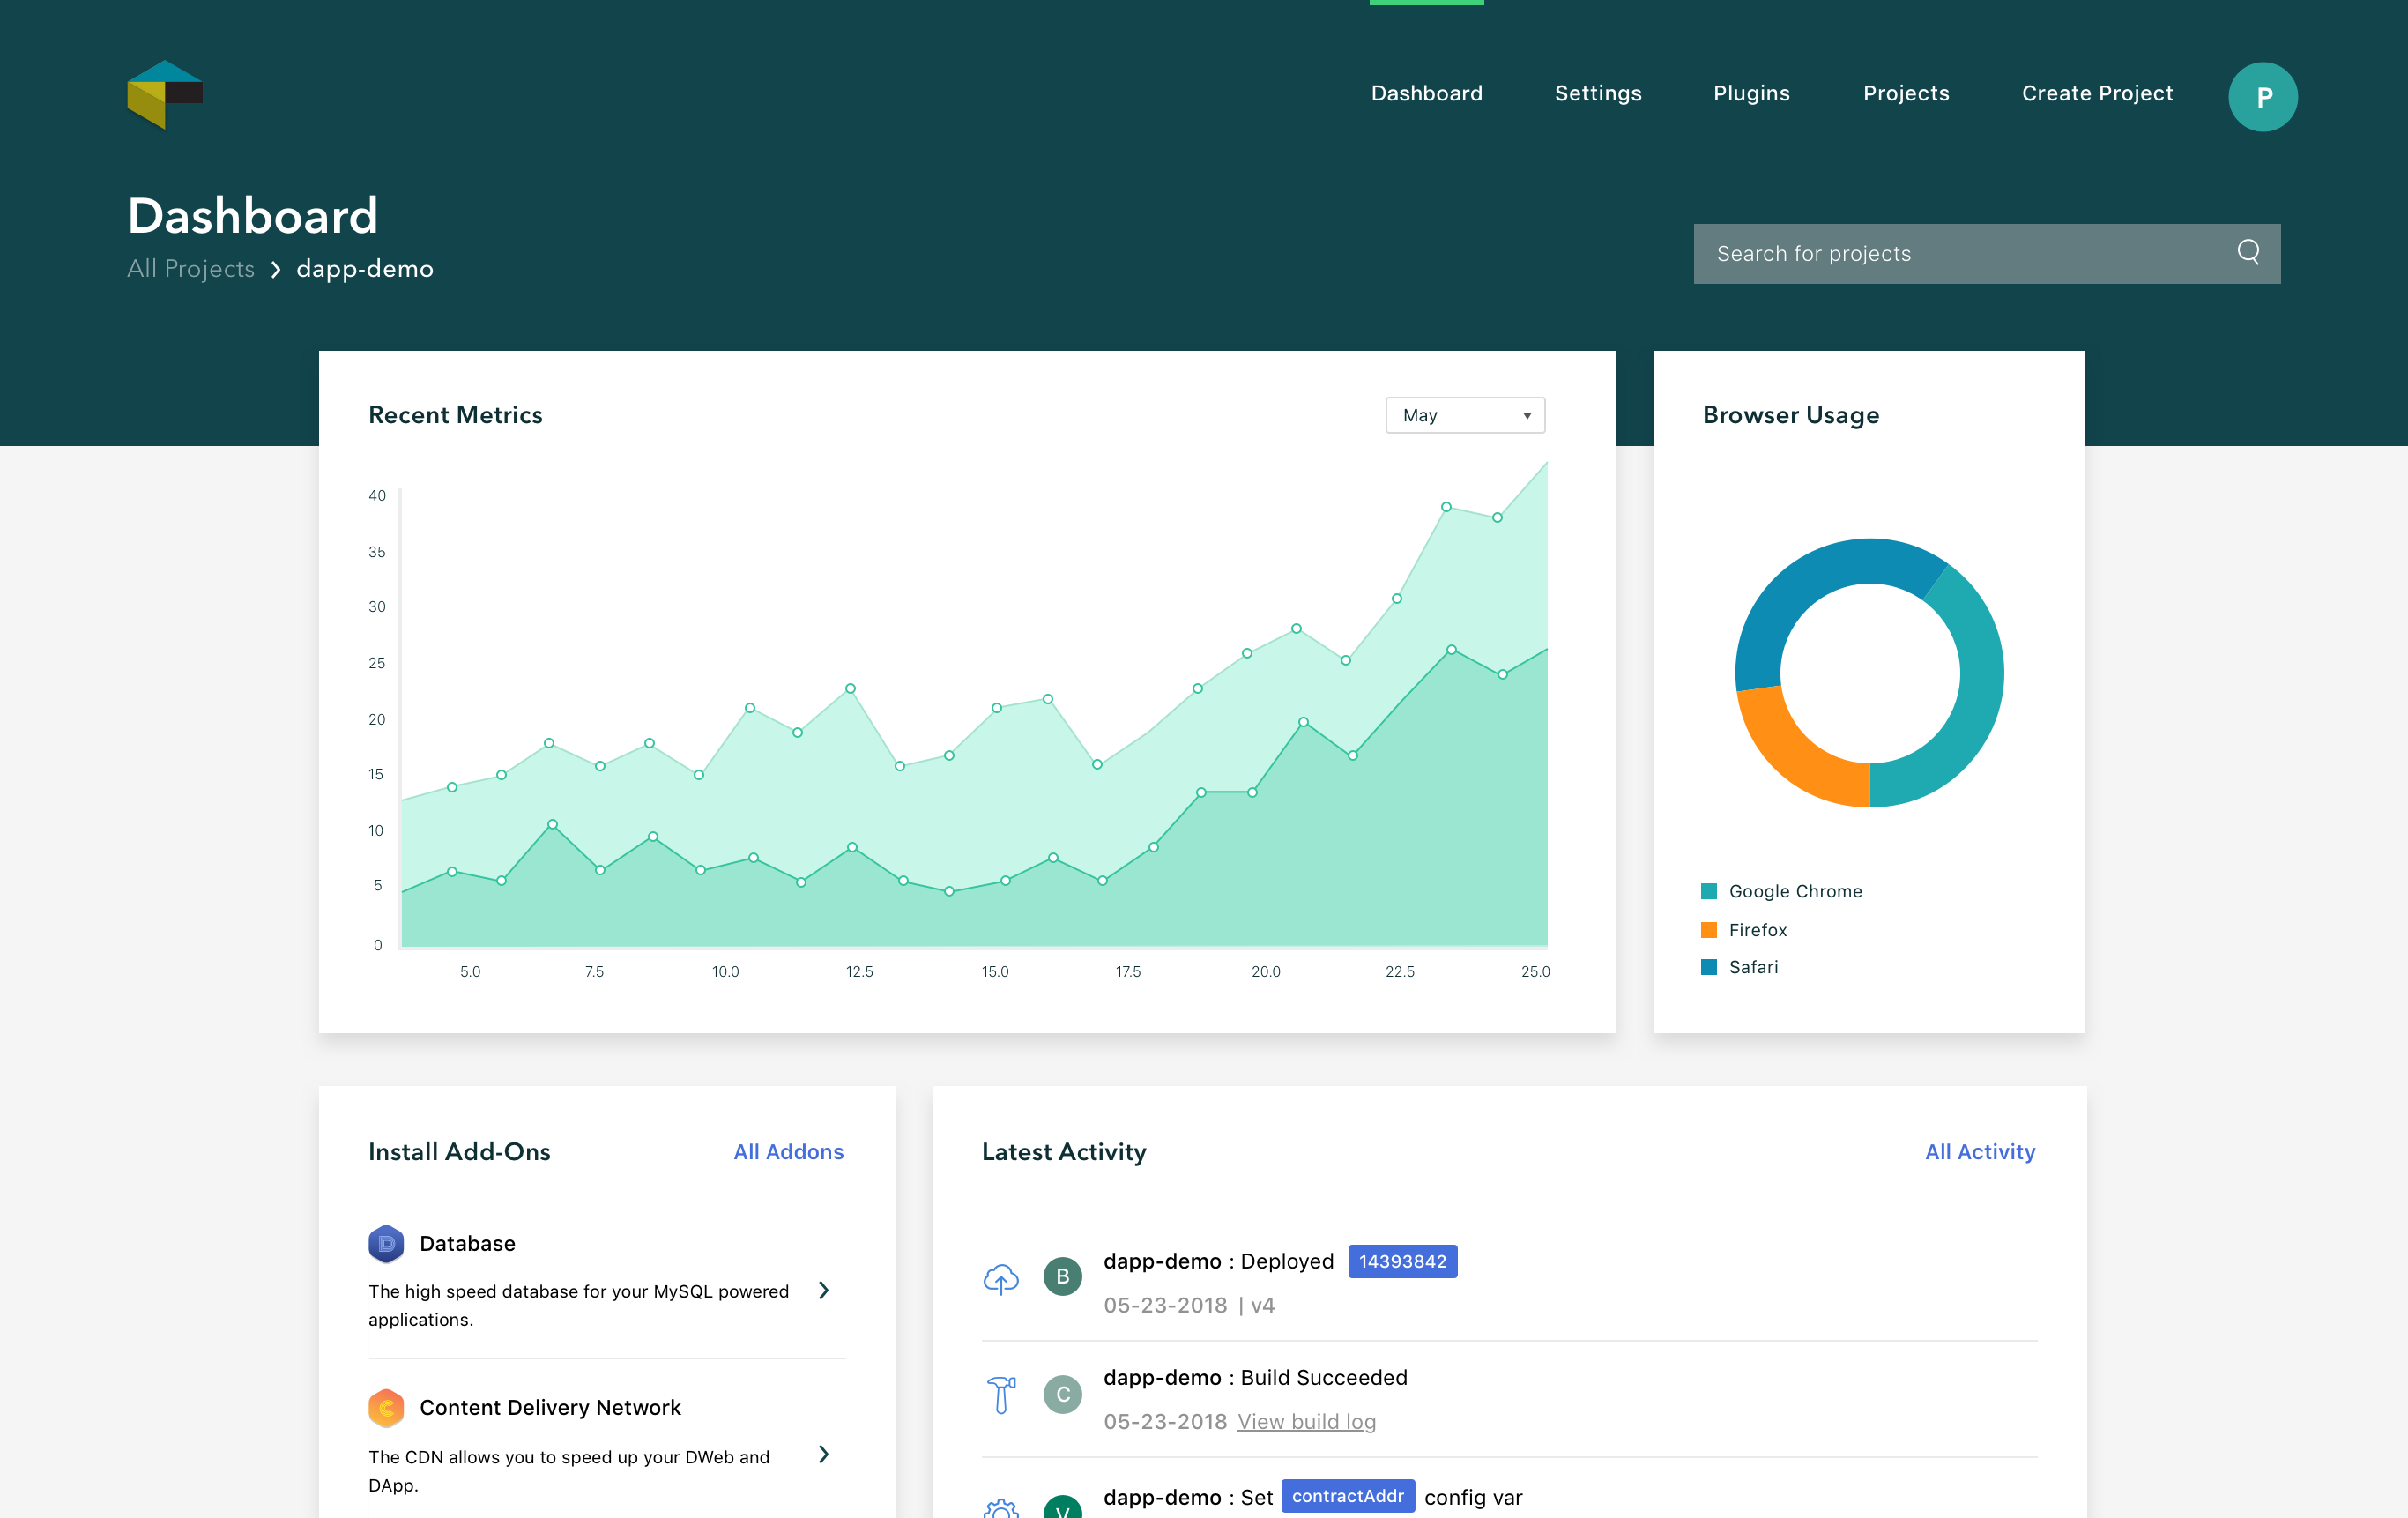 Dashboard
Settings
Plugins
Projects
Create Project
P
Dashboard
All Projects > dapp-demo
Search for projects
Recent Metrics
May
40
35
30
25
20
15
10
5
0
5.0 7.5 10.0 12.5 15.0 17.5 20.0 22.5 25.0
Browser Usage
Google Chrome
Firefox
Safari
Install Add-Ons
All Addons
D
Database
The high speed database for your MySQL powered
applications.
C
Content Delivery Network
The CDN allows you to speed up your DWeb and
DApp.
Latest Activity
All Activity
B
dapp-demo : Deployed 14393842
05-23-2018 | v4
C
dapp-demo : Build Succeeded
05-23-2018 View build log
V
dapp-demo : Set contractAddr config var